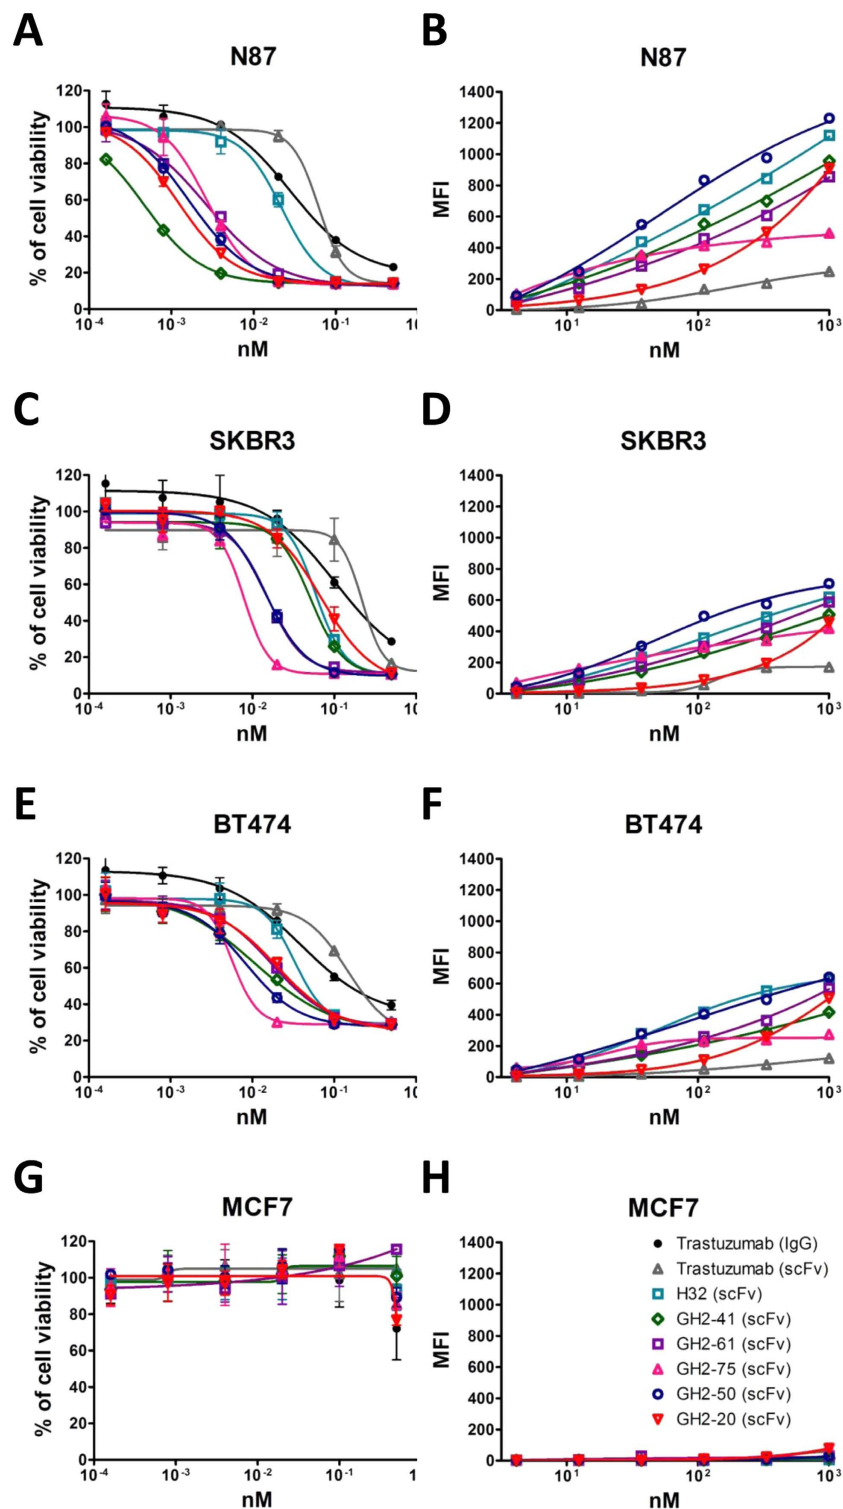 A
B
N87
N87
% of cell viability
120
100
80
60
40
20
0
10-4
10-3
10-2
10-1
nM
MFI
1400
1200
1000
800
600
400
200
0
101
102
103
nM
C
D
SKBR3
SKBR3
% of cell viability
120
100
80
60
40
20
0
10-4
10-3
10-2
10-1
nM
MFI
1400
1200
1000
800
600
400
200
0
101
102
103
nM
E
F
BT474
BT474
% of cell viability
120
100
80
60
40
20
0
10-4
10-3
10-2
10-1
nM
MFI
1400
1200
1000
800
600
400
200
0
101
102
103
nM
G
H
MCF7
MCF7
% of cell viability
120
100
80
60
40
20
0
10-4
10-3
10-2
10-1
1
nM
MFI
1400
1200
1000
800
600
400
200
0
101
102
103
nM
Trastuzumab (IgG)
Trastuzumab (scFv)
H32 (scFv)
GH2-41 (scFv)
GH2-61 (scFv)
GH2-75 (scFv)
GH2-50 (scFv)
GH2-20 (scFv)